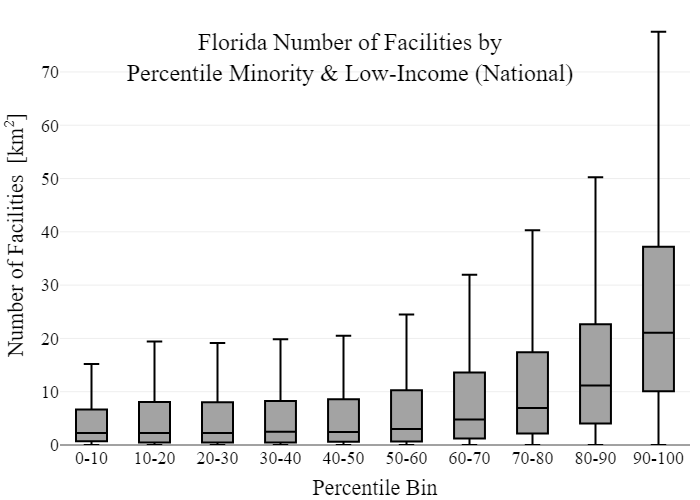 Florida Number of Facilities by
Percentile Minority & Low-Income (National)
Number of Facilities [km²]
70
60
50
40
30
20
10
0
0-10 10-20 20-30 30-40 40-50 50-60 60-70 70-80 80-90 90-100
Percentile Bin